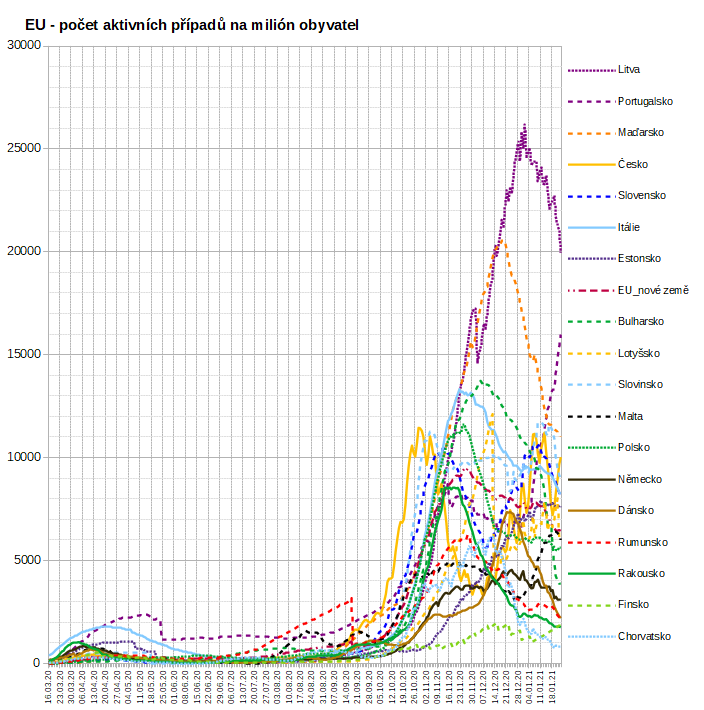 EU - počet aktivních případů na milión obyvatel
30000
25000
20000
15000
10000
5000
0
16.03.20
23.03.20
30.03.20
06.04.20
13.04.20
20.04.20
27.04.20
04.05.20
11.05.20
18.05.20
25.05.20
01.06.20
08.06.20
15.06.20
22.06.20
29.06.20
06.07.20
13.07.20
20.07.20
27.07.20
03.08.20
10.08.20
17.08.20
24.08.20
31.08.20
07.09.20
14.09.20
21.09.20
28.09.20
05.10.20
12.10.20
19.10.20
26.10.20
02.11.20
09.11.20
16.11.20
23.11.20
30.11.20
07.12.20
14.12.20
21.12.20
28.12.20
04.01.21
11.01.21
18.01.21
Litva
Portugalsko
Maďarsko
Česko
Slovensko
Itálie
Estonsko
EU_nové země
Bulharsko
Lotyšsko
Slovinsko
Malta
Polsko
Německo
Dánsko
Rumunsko
Rakousko
Finsko
Chorvatsko